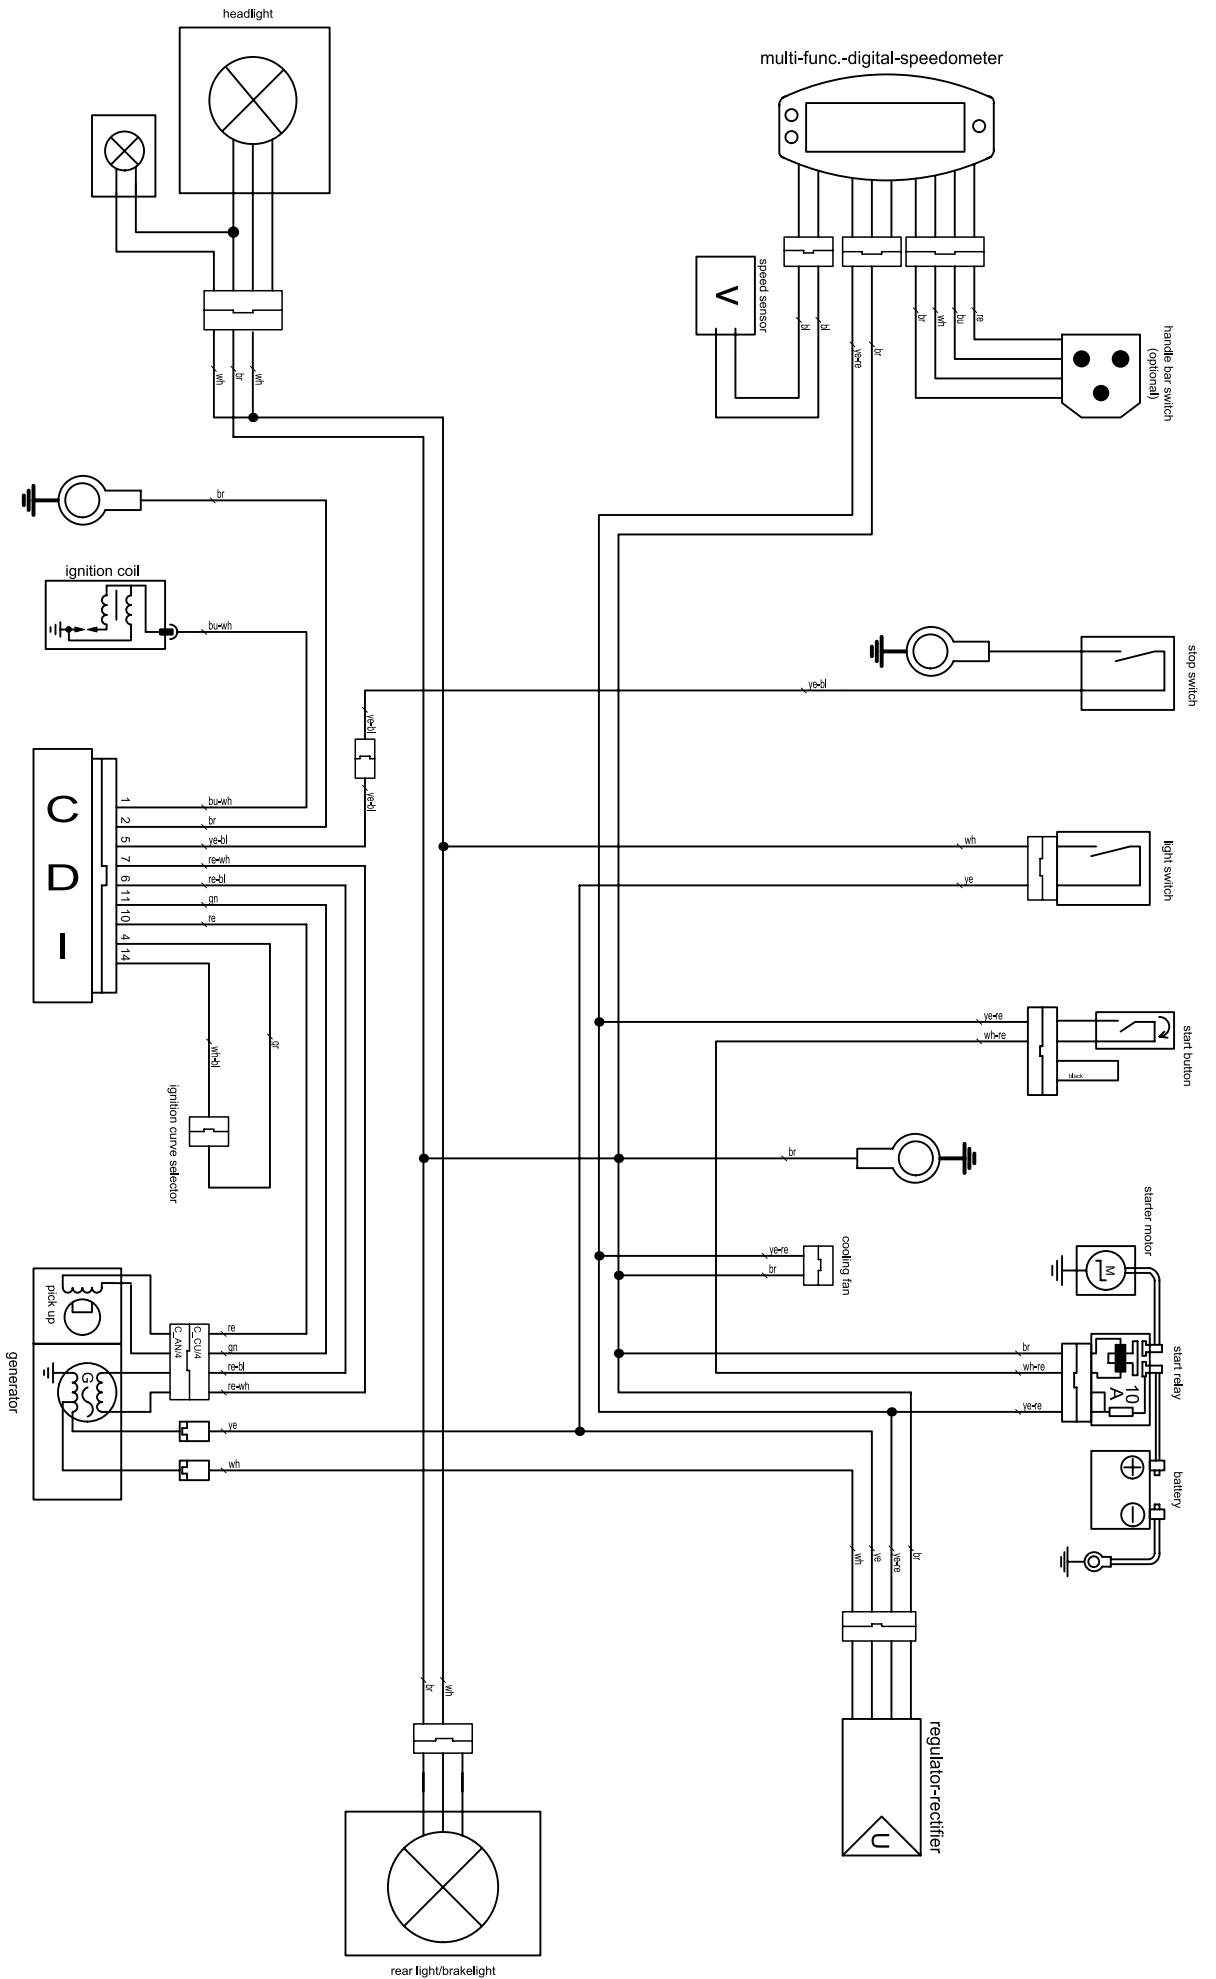 headlight
multi-func.-digital-speedometer
speed sensor
V
bl
bl
ye-re
br
br
wh
bu
re
handle bar switch
(optional)
wh
br
wh
br
ignition coil
bu-wh
stop switch
ye-bl
ye-bl
ye-bl
C
D
I
1
2
5
7
6
11
10
4
14
bu-wh
br
ye-bl
re-wh
re-bl
gn
re
wh
ye
light switch
ye-re
wh-re
start button
black
wh-bl
gr
ignition curve selector
br
starter motor
M
ye-re
br
cooling fan
pick up
generator
G
C_AN/4
C_CU/4
re
gn
re-bl
re-wh
ye
wh
br
wh-re
ye-re
start relay
10
A
battery
wh
ye
ye-re
br
br
wh
regulator-rectifier
U
rear light/brakelight